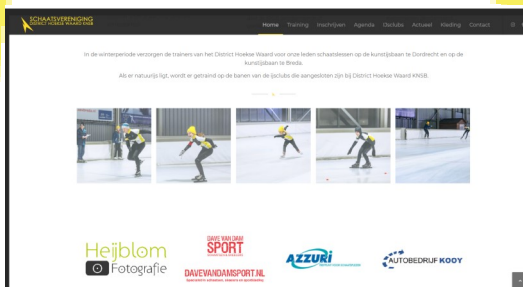 SCHAATSVERENIGING
DISTRICT HOEKSE WAARD KNSB
Home Training Inschrijven Agenda IJsclubs Actueel Kleding Contact
In de winterperiode verzorgen de trainers van het District Hoekse Waard voor onze leden schaatslessen op de kunstijsbaan te Dordrecht en op de
kunstijsbaan te Breda.
Als er natuurijs ligt, wordt er getraind op de banen van de ijsclubs die aangesloten zijn bij District Hoekse Waard KNSB.
Heijblom
Fotografie
DAVE VAN DAM
SPORT
DAVEVANDAMSPORT.NL
AZZURI
AUTOBEDRIJF KOOY